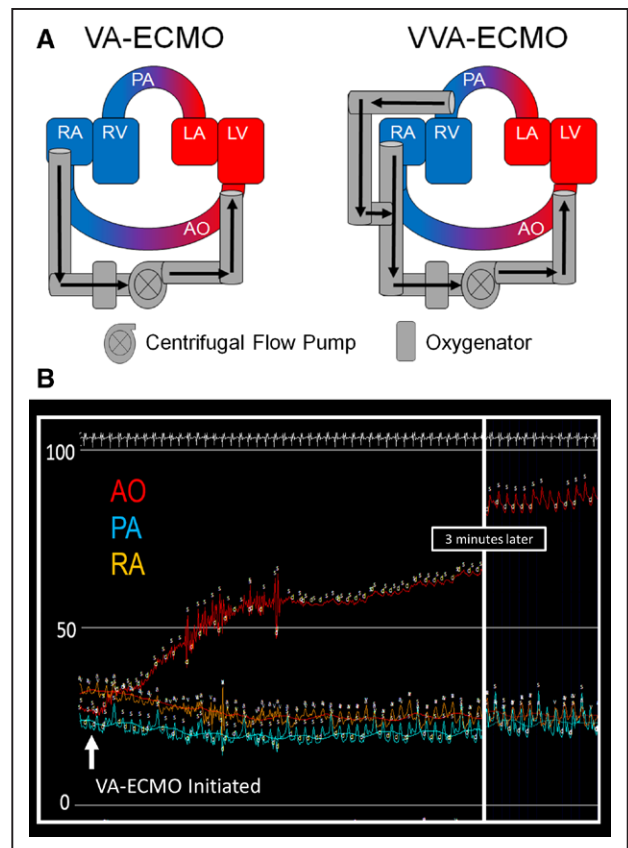 A VA-ECMO VVA-ECMO
PA PA
RA RV LA LV RA RV LA LV
AO AO
Centrifugal Flow Pump Oxygenator
B
100
AO
PA
RA
3 minutes later
50
VA-ECMO Initiated
0